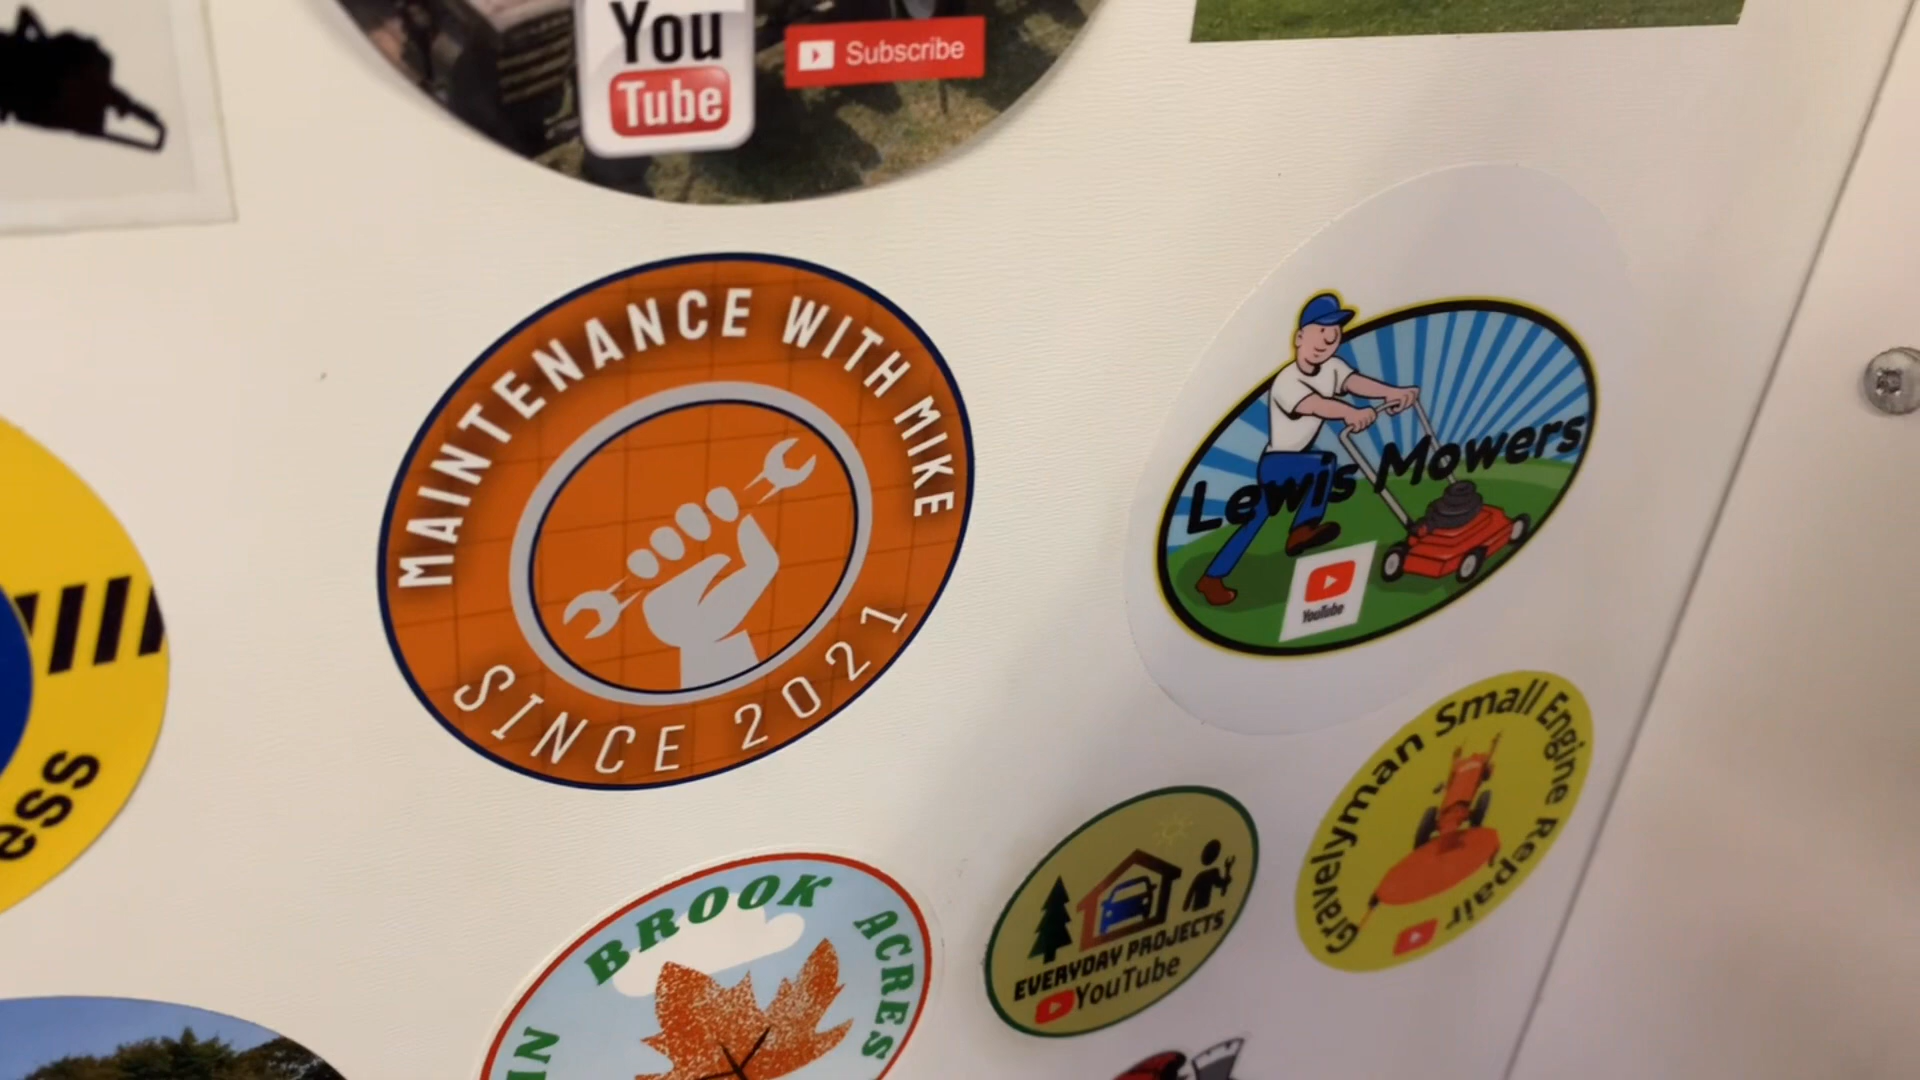 You
Tube
Subscribe
MAINTENANCE WITH MIKE
SINCE 2021
Lewis Mowers
YouTube
Gravelyman Small Engine Repair
EVERYDAY PROJECTS
YouTube
BROOK ACRES